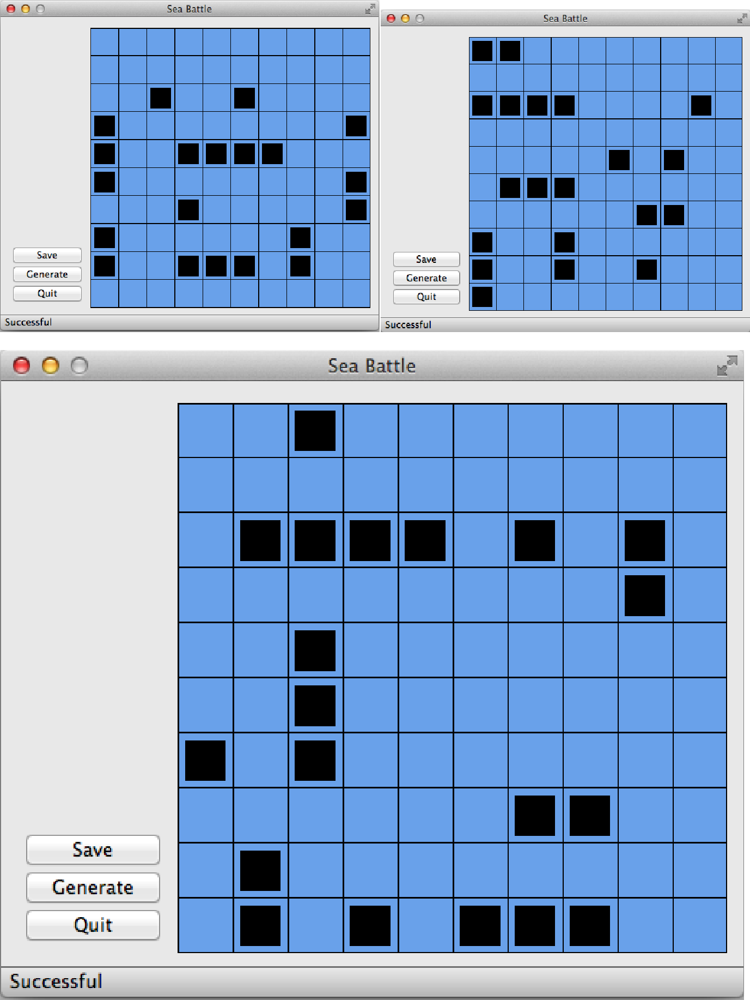 Sea Battle
Save
Generate
Quit
Successful
Sea Battle
Save
Generate
Quit
Successful
Sea Battle
Save
Generate
Quit
Successful